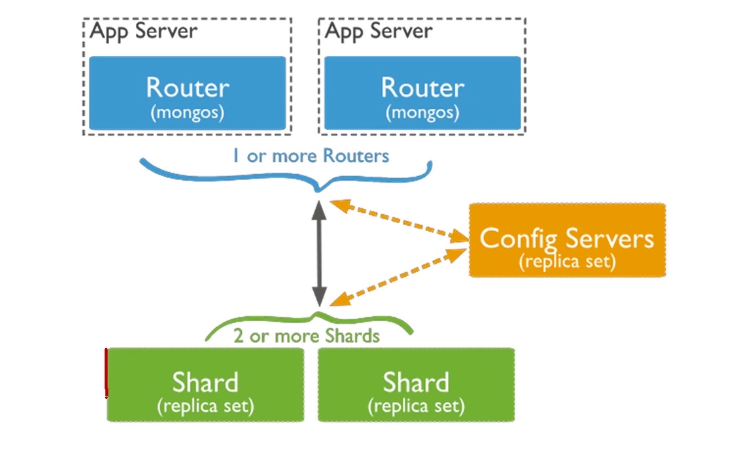 App Server
Router
(mongos)
App Server
Router
(mongos)
1 or more Routers
Config Servers
(replica set)
2 or more Shards
Shard
(replica set)
Shard
(replica set)